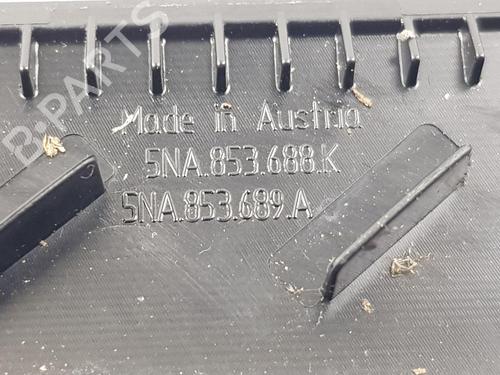 B-PARTS
Made in Austria
5NA.853.688.K
5NA.853.689.A